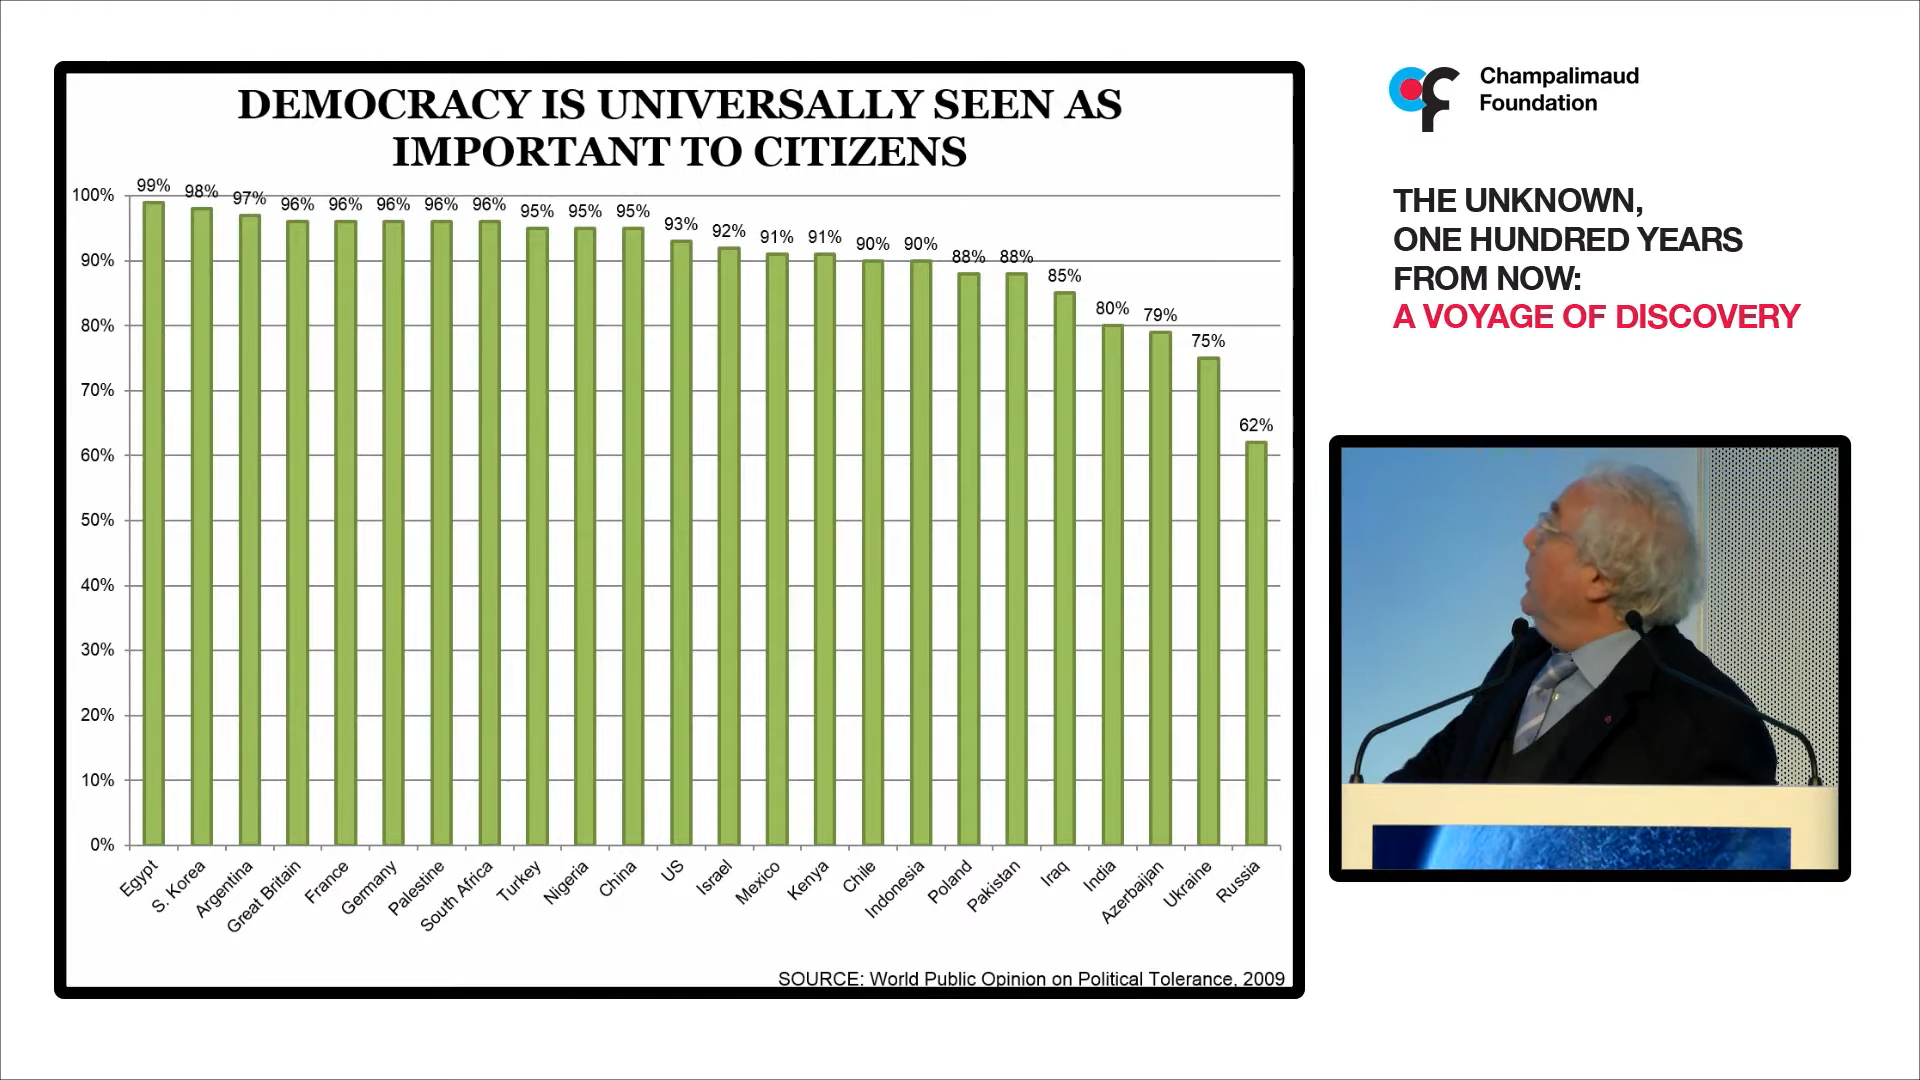 DEMOCRACY IS UNIVERSALLY SEEN AS
IMPORTANT TO CITIZENS
99%
98%
97%
96%
96%
96%
96%
96%
95%
95%
95%
93%
92%
91%
91%
90%
90%
88%
88%
85%
80%
79%
75%
62%
100%
90%
80%
70%
60%
50%
40%
30%
20%
10%
0%
Egypt
S. Korea
Argentina
Great Britain
France
Germany
Palestine
South Africa
Turkey
Nigeria
China
US
Israel
Mexico
Kenya
Chile
Indonesia
Poland
Pakistan
Iraq
India
Azerbaijan
Ukraine
Russia
SOURCE: World Public Opinion on Political Tolerance, 2009
Champalimaud
Foundation
THE UNKNOWN,
ONE HUNDRED YEARS
FROM NOW:
A VOYAGE OF DISCOVERY